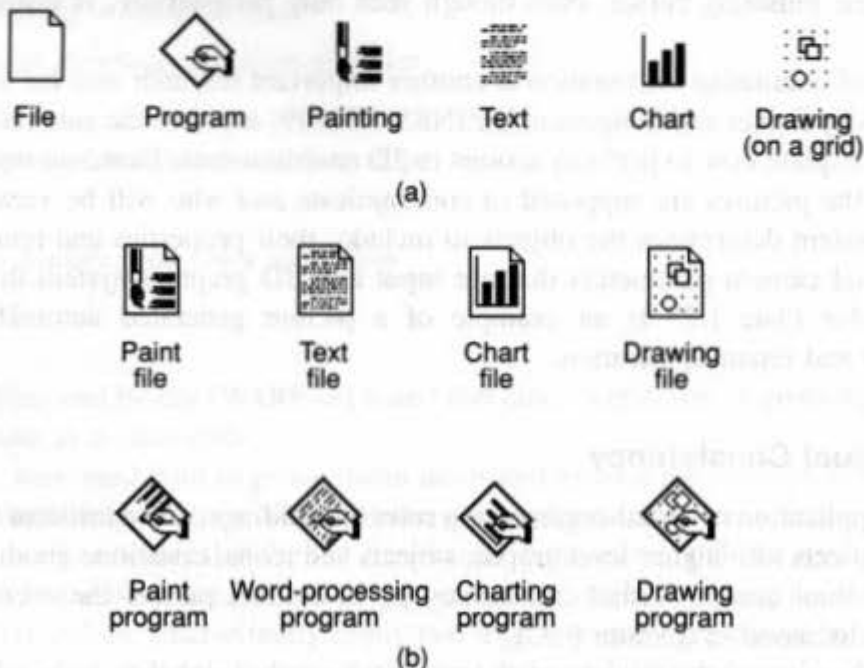 File Program Painting Text Chart Drawing
(on a grid)
(a)
Paint Text Chart Drawing
file file file file
Paint Word-processing Charting Drawing
program program program program
(b)